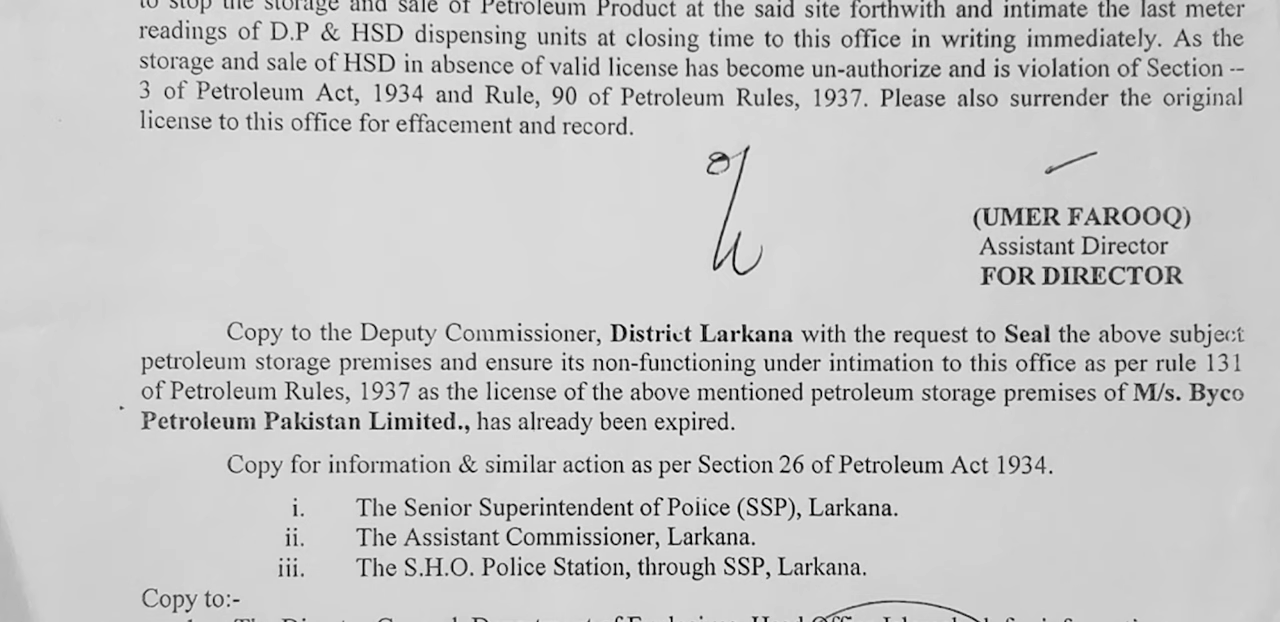 to stop the storage and sale of Petroleum Product at the said site forthwith and intimate the last meter
readings of D.P & HSD dispensing units at closing time to this office in writing immediately. As the
storage and sale of HSD in absence of valid license has become un-authorize and is violation of Section --
3 of Petroleum Act, 1934 and Rule, 90 of Petroleum Rules, 1937. Please also surrender the original
license to this office for effacement and record.
(UMER FAROOQ)
Assistant Director
FOR DIRECTOR
Copy to the Deputy Commissioner, District Larkana with the request to Seal the above subject
petroleum storage premises and ensure its non-functioning under intimation to this office as per rule 131
of Petroleum Rules, 1937 as the license of the above mentioned petroleum storage premises of M/s. Byco
Petroleum Pakistan Limited., has already been expired.
Copy for information & similar action as per Section 26 of Petroleum Act 1934.
i. The Senior Superintendent of Police (SSP), Larkana.
ii. The Assistant Commissioner, Larkana.
iii. The S.H.O. Police Station, through SSP, Larkana.
Copy to:-